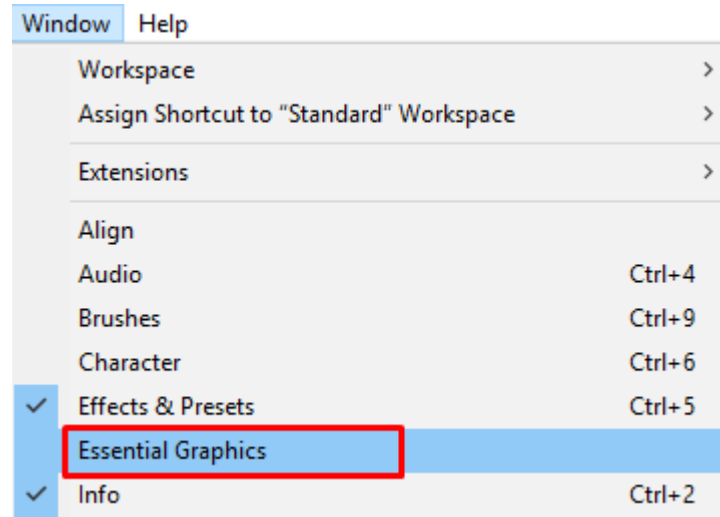 Window Help
Workspace
Assign Shortcut to “Standard” Workspace
Extensions
Align
Audio Ctrl+4
Brushes Ctrl+9
Character Ctrl+6
Effects & Presets Ctrl+5
Essential Graphics
Info Ctrl+2